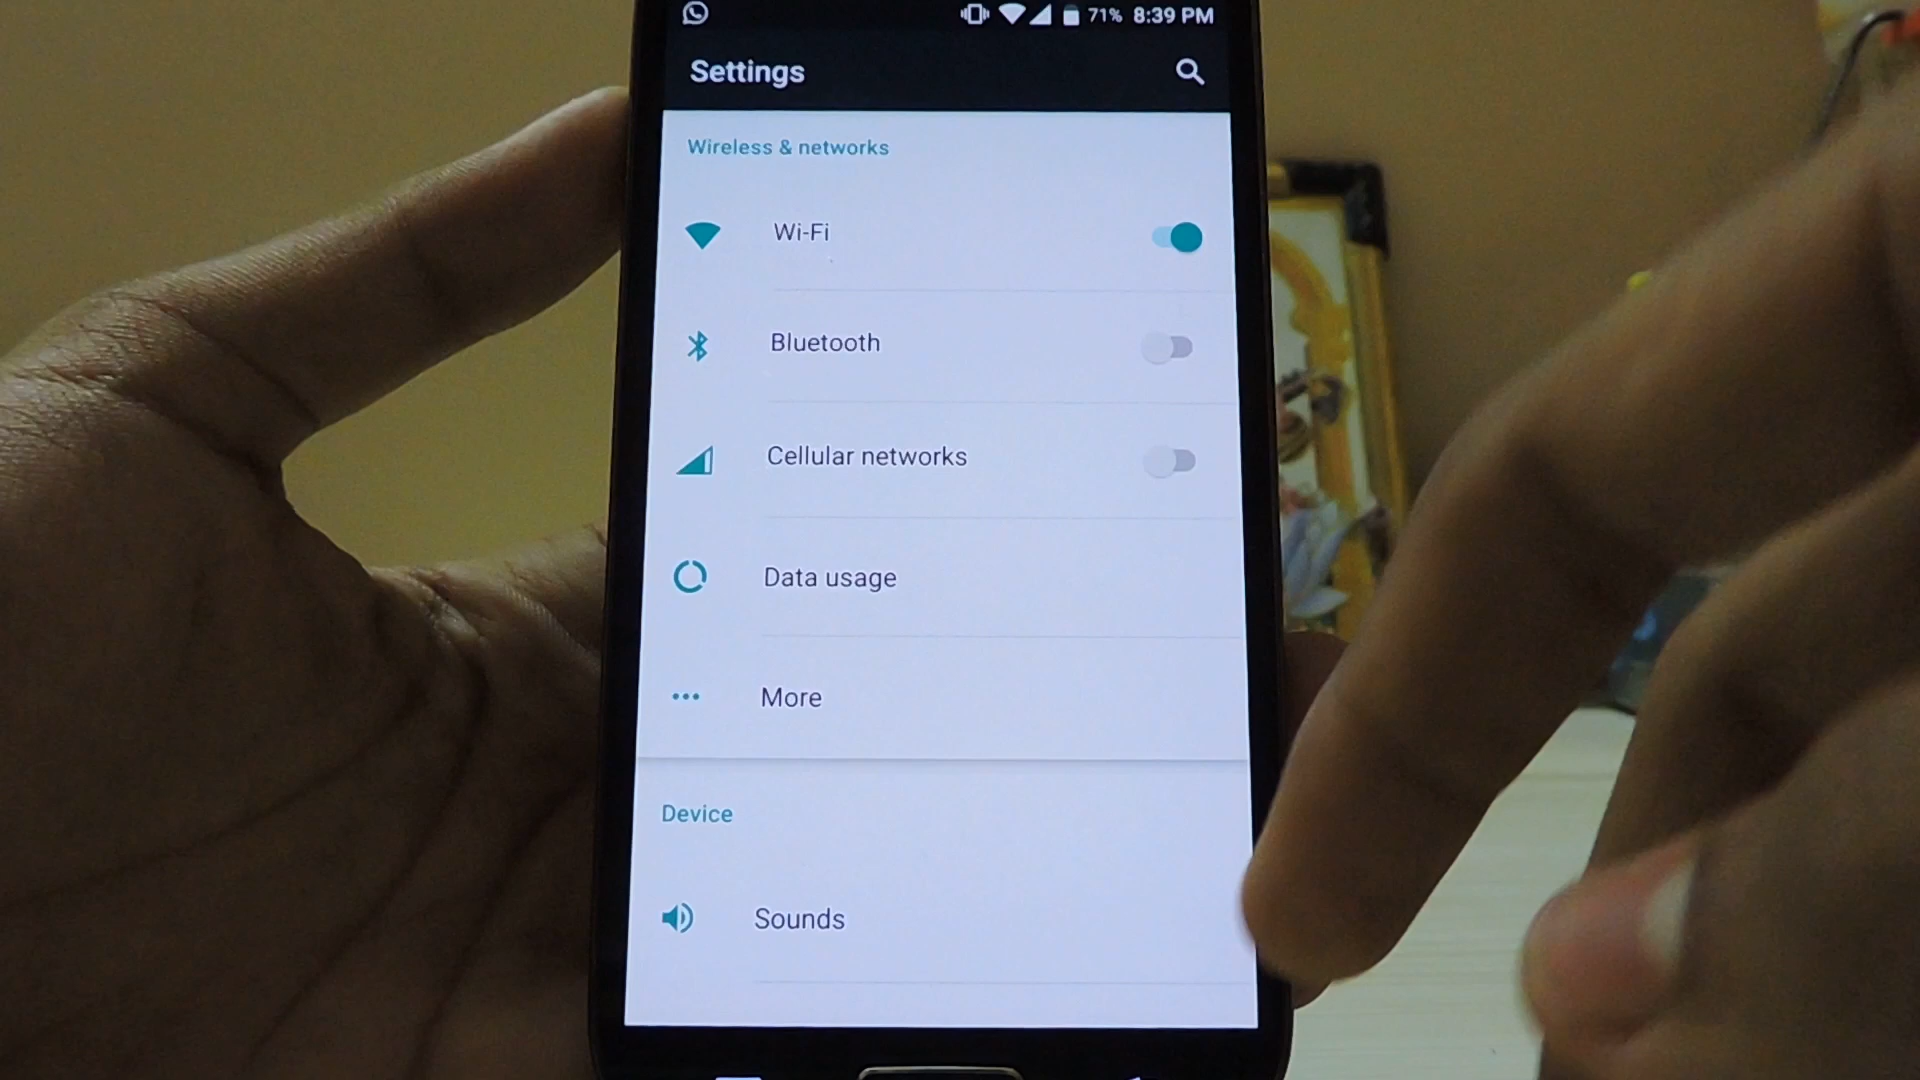 71% 8:39 PM
Settings
Wireless & networks
Wi-Fi
Bluetooth
Cellular networks
Data usage
More
Device
Sounds